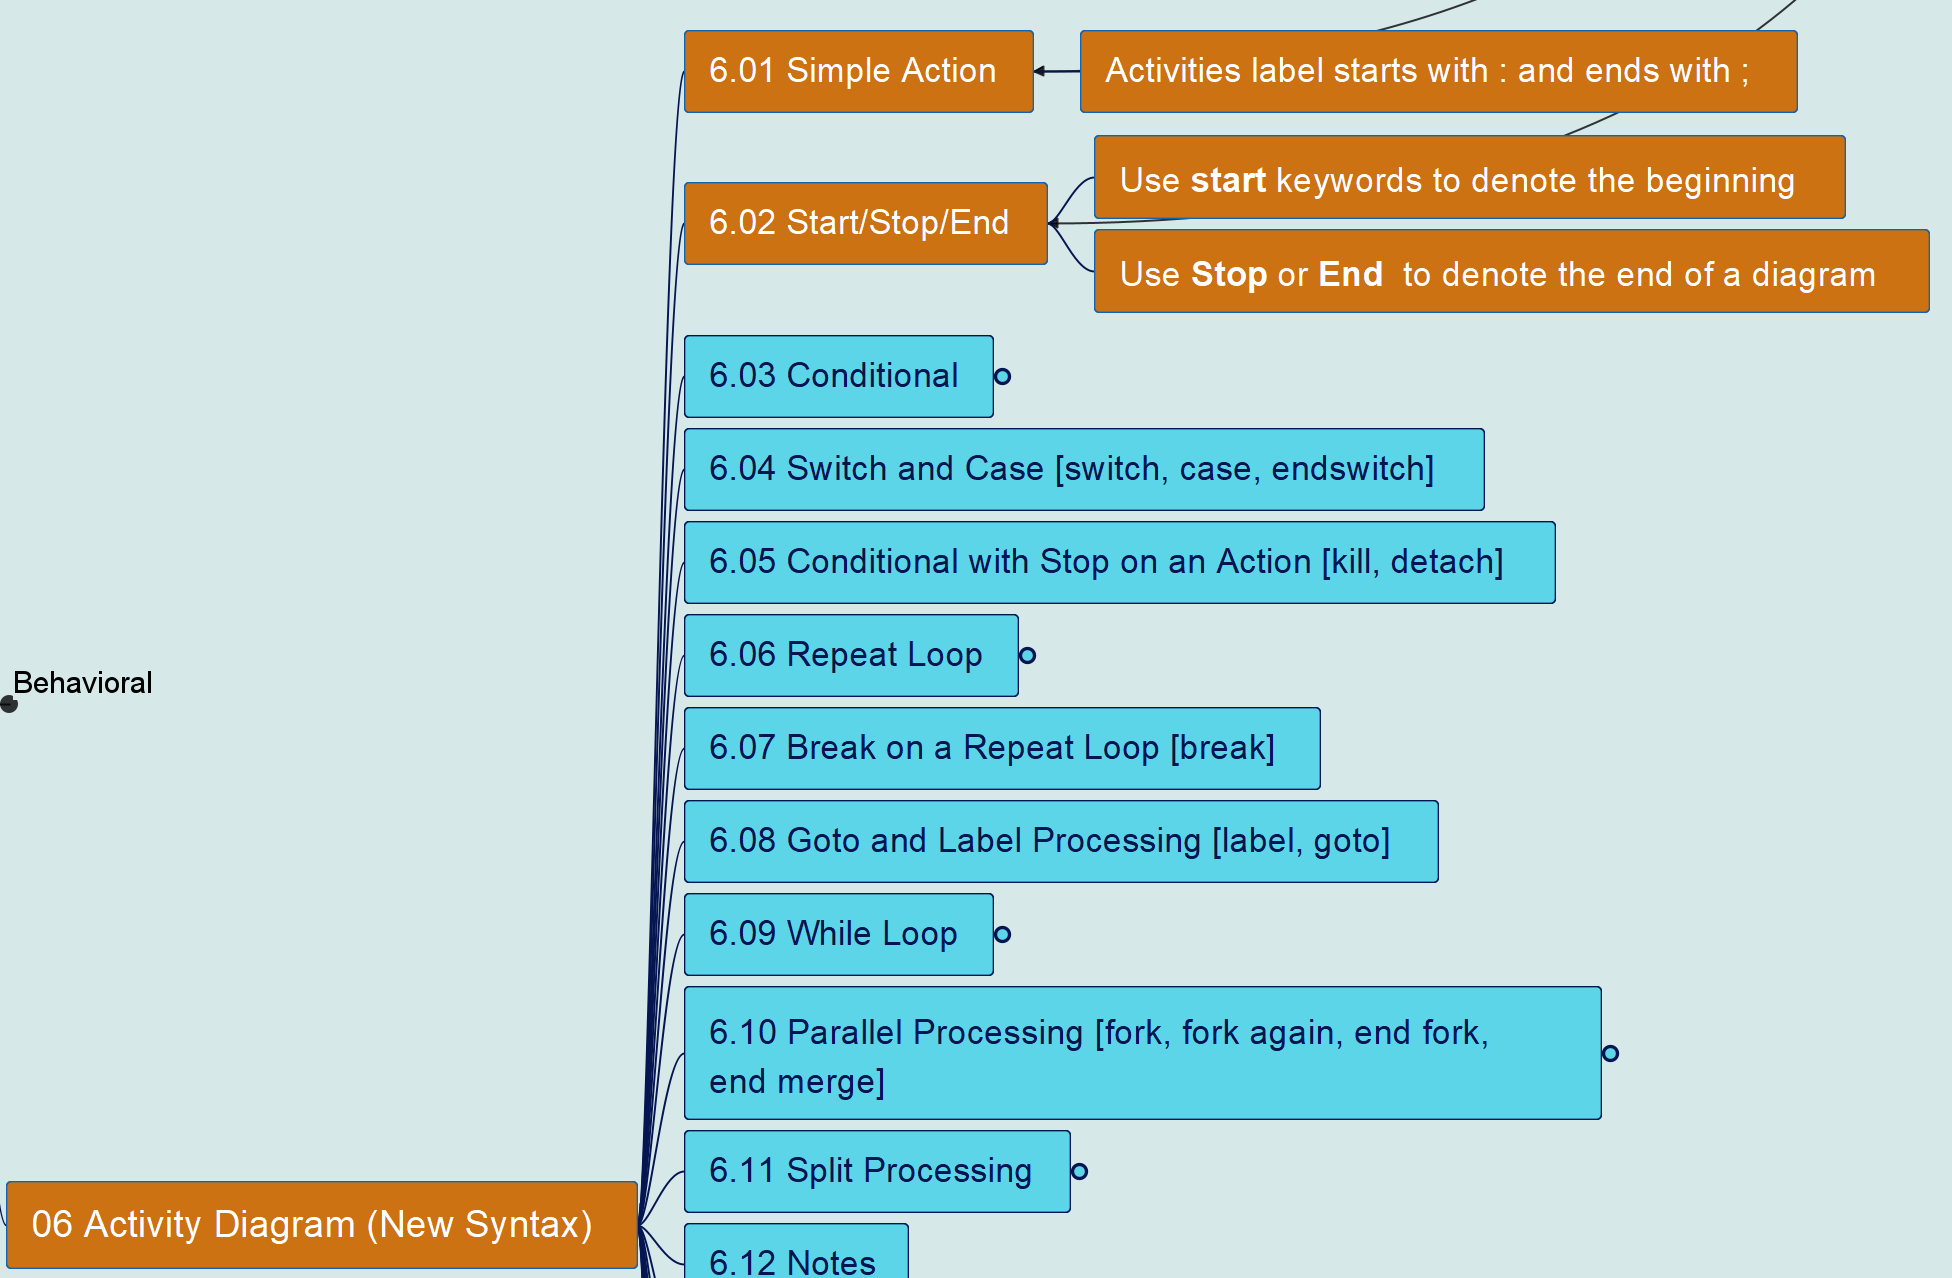 6.01 Simple Action
Activities label starts with : and ends with ;
Use start keywords to denote the beginning
6.02 Start/Stop/End
Use Stop or End  to denote the end of a diagram
6.03 Conditional
6.04 Switch and Case [switch, case, endswitch]
6.05 Conditional with Stop on an Action [kill, detach]
6.06 Repeat Loop
Behavioral
6.07 Break on a Repeat Loop [break]
6.08 Goto and Label Processing [label, goto]
6.09 While Loop
6.10 Parallel Processing [fork, fork again, end fork,
end merge]
6.11 Split Processing
06 Activity Diagram (New Syntax)
6.12 Notes